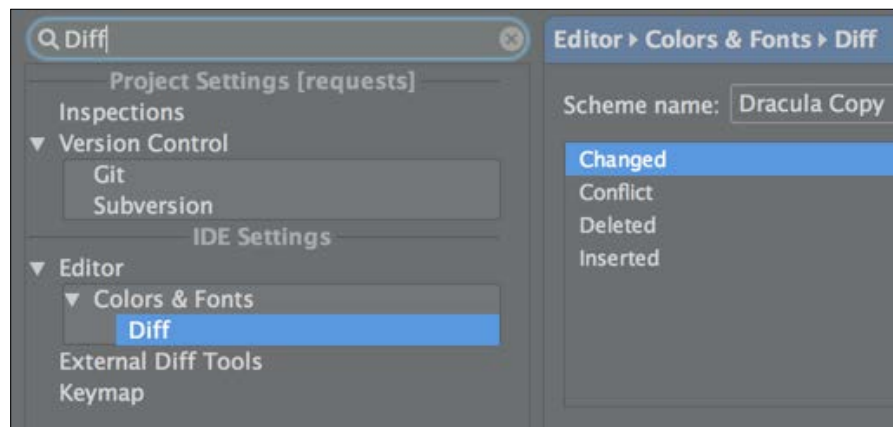 Diff
Project Settings [requests]
Inspections
Version Control
Git
Subversion
IDE Settings
Editor
Colors & Fonts
Diff
External Diff Tools
Keymap
Editor ▸ Colors & Fonts ▸ Diff
Scheme name: Dracula Copy
Changed
Conflict
Deleted
Inserted